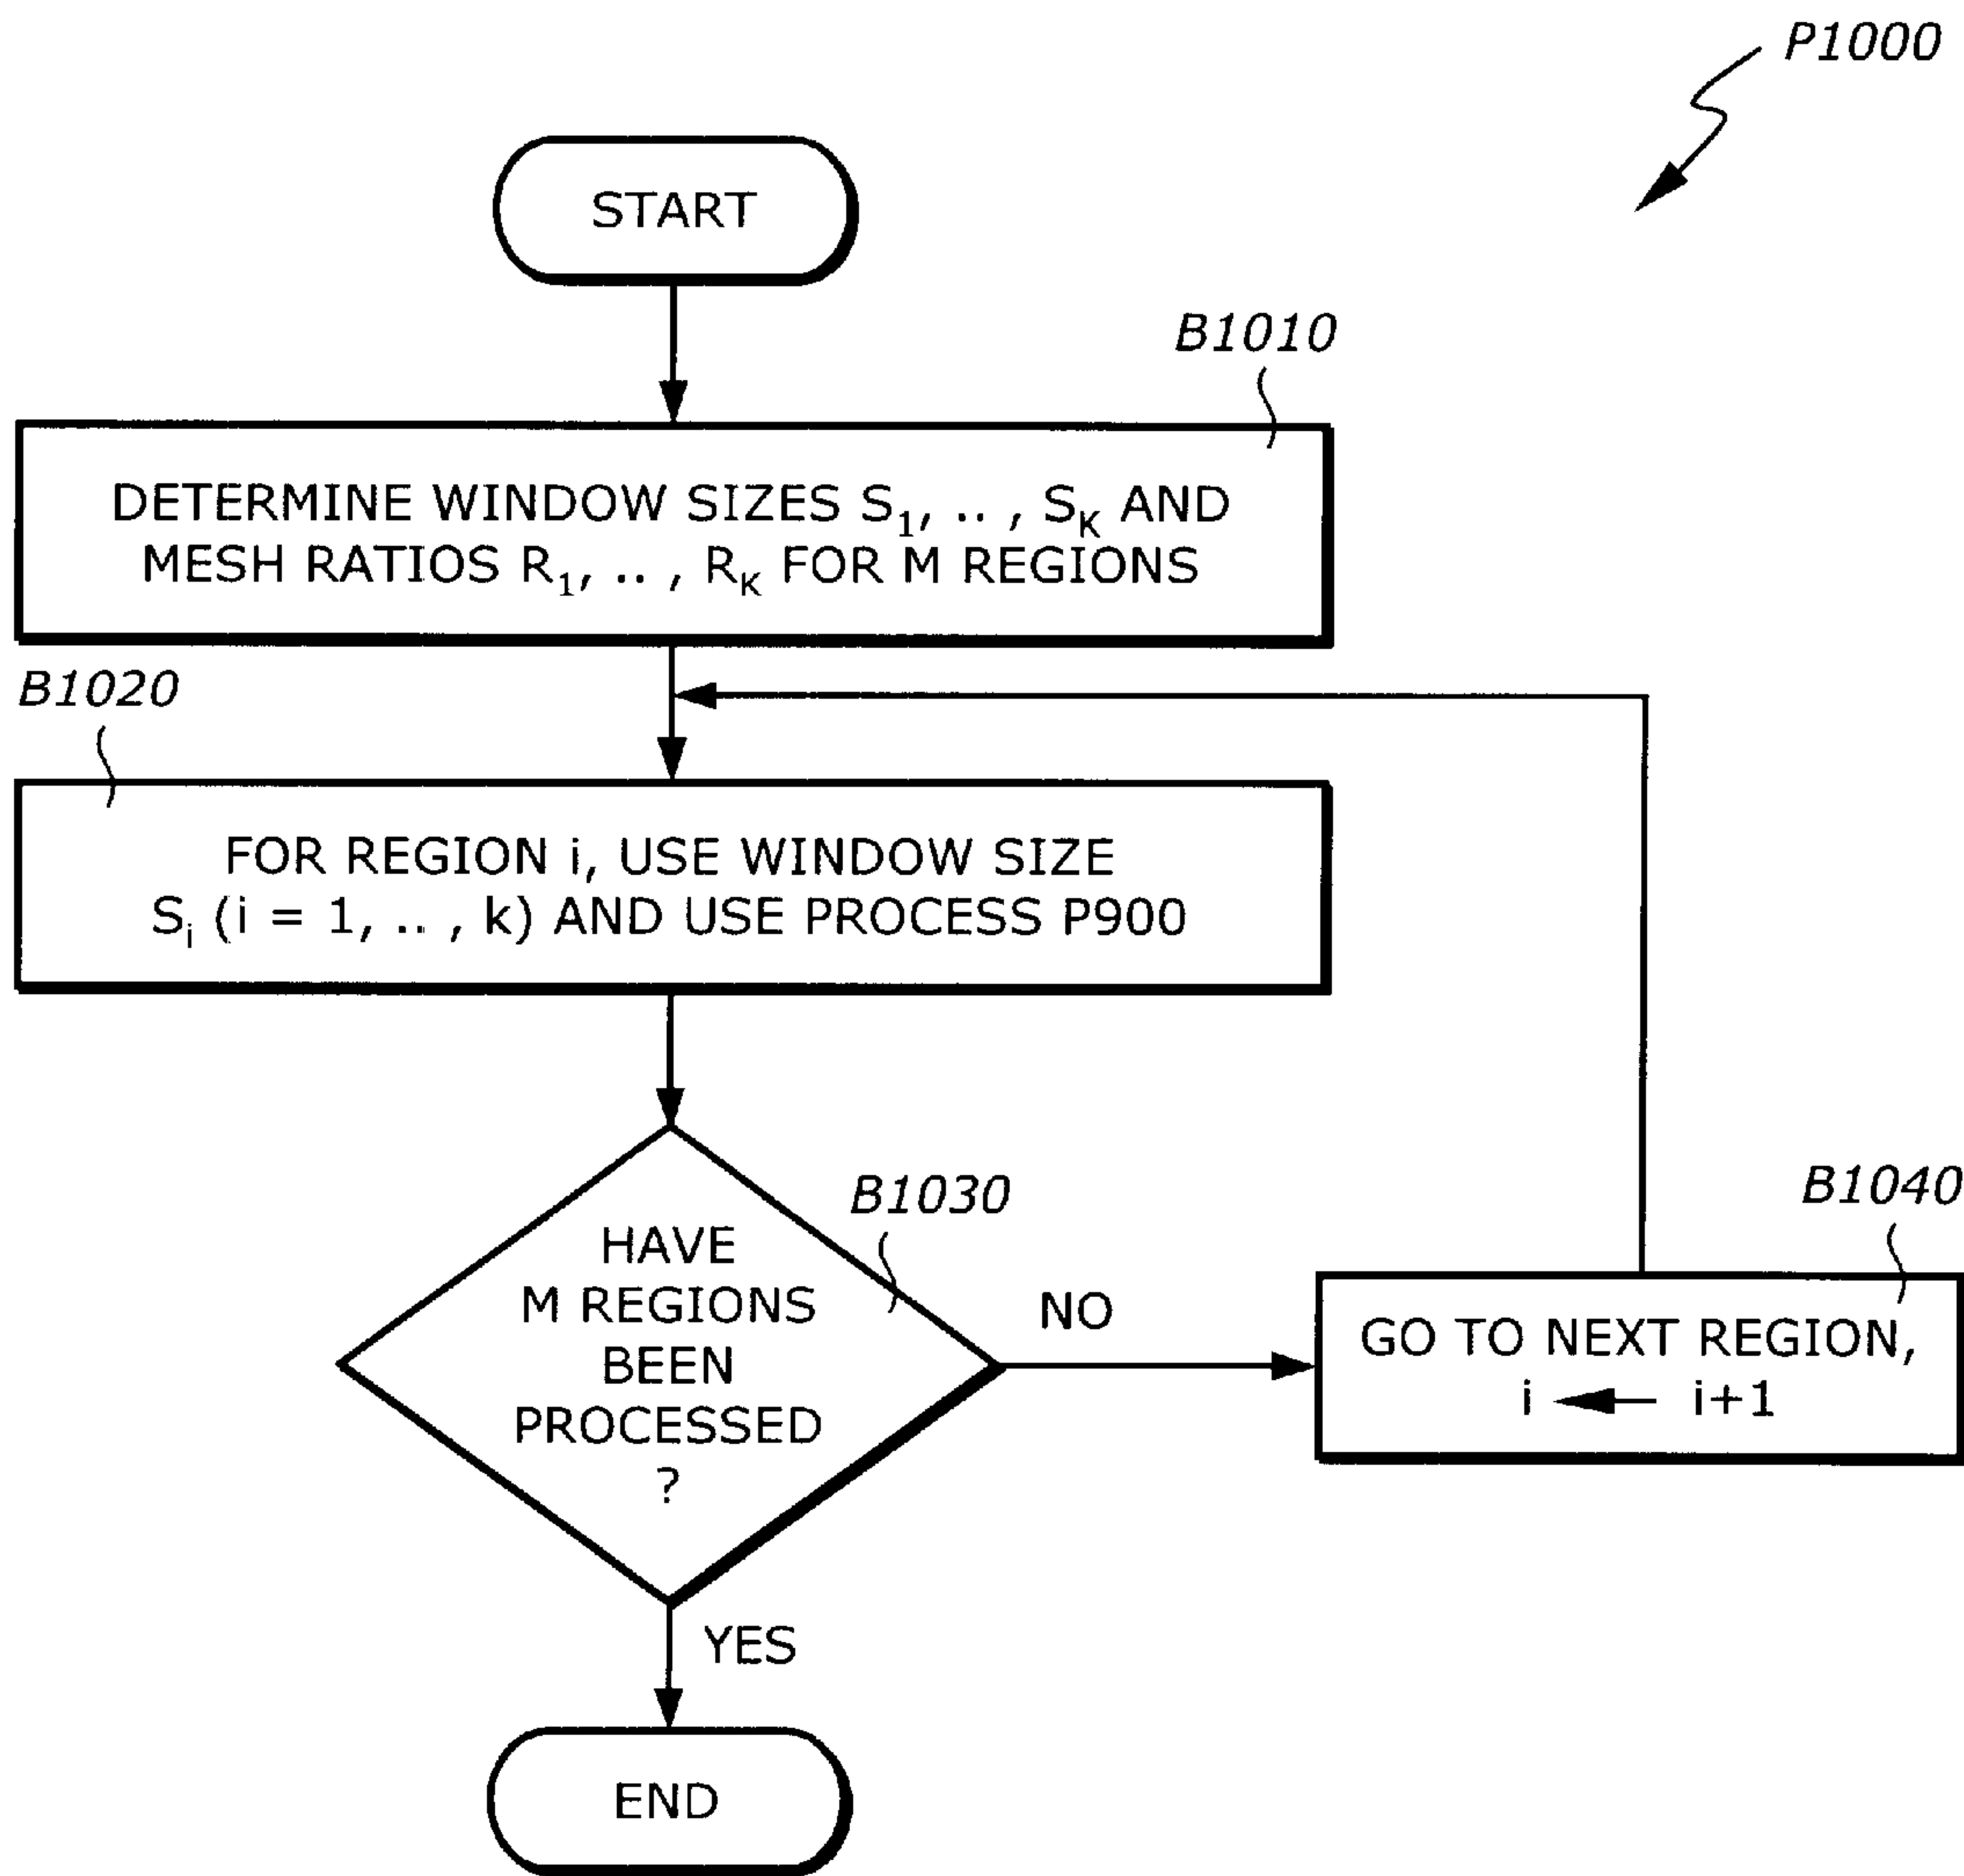 P1000
START
B1010
DETERMINE WINDOW SIZES S₁, .. , S_K AND
MESH RATIOS R₁, .. , R_K FOR M REGIONS
B1020
FOR REGION i, USE WINDOW SIZE
Sᵢ (i = 1, .. , k) AND USE PROCESS P900
B1030
HAVE
M REGIONS
BEEN
PROCESSED
?
NO
B1040
GO TO NEXT REGION,
i ← i+1
YES
END